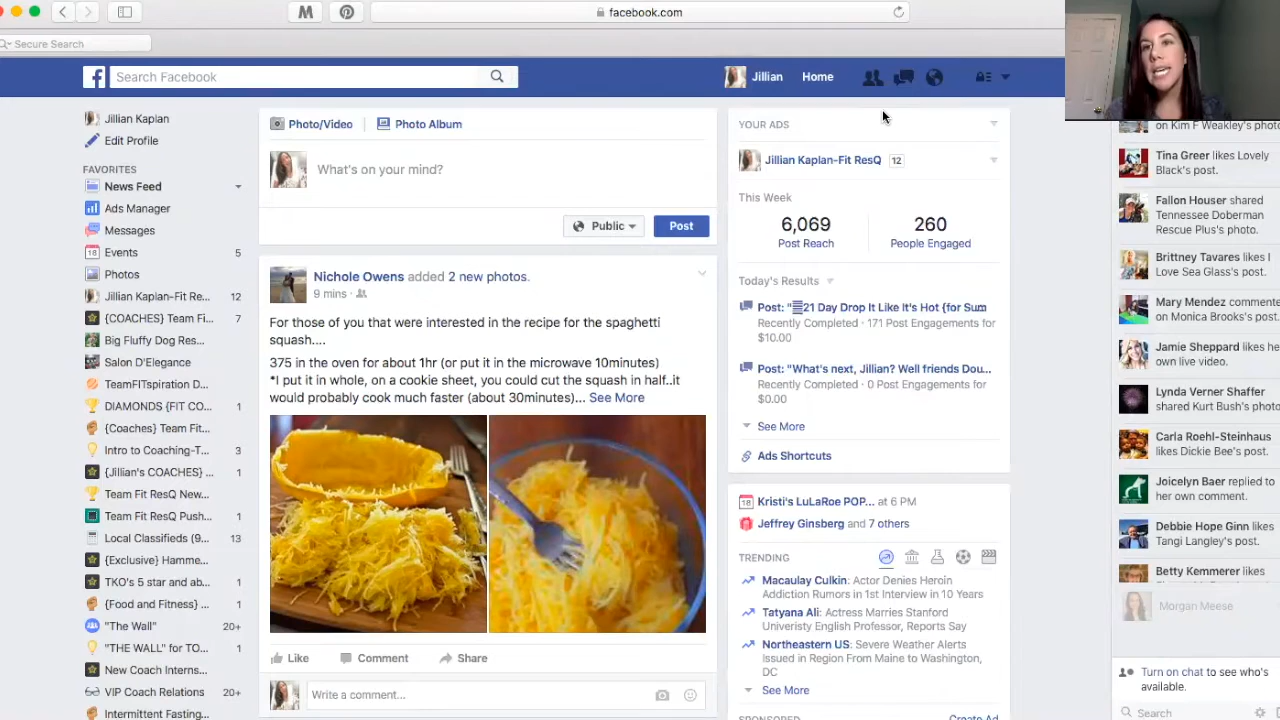 M
facebook.com
Secure Search
Search Facebook
Jillian
Home
Jillian Kaplan
Edit Profile
FAVORITES
News Feed
Ads Manager
Messages
Events 5
Photos
Jillian Kaplan-Fit Re... 12
{COACHES} Team Fi... 7
Big Fluffy Dog Res...
Salon D'Elegance
TeamFITspiration D...
DIAMONDS {FIT CO... 1
{Coaches} Team Fit...
Intro to Coaching-T... 3
{Jillian's COACHES} ... 1
Team Fit ResQ New... 1
Team Fit ResQ Push... 1
Local Classifieds (9... 13
{Exclusive} Hamme... 1
TKO's 5 star and ab... 1
{Food and Fitness} ... 1
"The Wall" 20+
"THE WALL" for TO... 1
New Coach Interns... 1
VIP Coach Relations 20+
Intermittent Fasting... 1
Photo/Video
Photo Album
What's on your mind?
Public
Post
Nichole Owens added 2 new photos.
9 mins ·
For those of you that were interested in the recipe for the spaghetti
squash....
375 in the oven for about 1hr (or put it in the microwave 10minutes)
*I put it in whole, on a cookie sheet, you could cut the squash in half..it
would probably cook much faster (about 30minutes)... See More
Like
Comment
Share
Write a comment...
YOUR ADS
Jillian Kaplan-Fit ResQ 12
This Week
6,069
Post Reach
260
People Engaged
Today's Results
Post: "21 Day Drop It Like It's Hot {for Sum
Recently Completed · 171 Post Engagements for
$10.00
Post: "What's next, Jillian? Well friends Dou...
Recently Completed · 0 Post Engagements for
$0.00
See More
Ads Shortcuts
18 Kristi's LuLaRoe POP... at 6 PM
Jeffrey Ginsberg and 7 others
TRENDING
Macaulay Culkin: Actor Denies Heroin
Addiction Rumors in 1st Interview in 10 Years
Tatyana Ali: Actress Marries Stanford
Univeristy English Professor, Reports Say
Northeastern US: Severe Weather Alerts
Issued in Region From Maine to Washington,
DC
See More
SPONSORED
Create Ad
on Kim F Weakley's photo
Tina Greer likes Lovely
Black's post.
Fallon Houser shared
Tennessee Doberman
Rescue Plus's photo.
Brittney Tavares likes I
Love Sea Glass's post.
Mary Mendez commente
on Monica Brooks's post.
Jamie Sheppard likes he
own live video.
Lynda Verner Shaffer
shared Kurt Bush's photo
Carla Roehl-Steinhaus
likes Dickie Bee's post.
Joicelyn Baer replied to
her own comment.
Debbie Hope Ginn likes
Tangi Langley's post.
Betty Kemmerer likes
Morgan Meese
Turn on chat to see who's
available.
Search